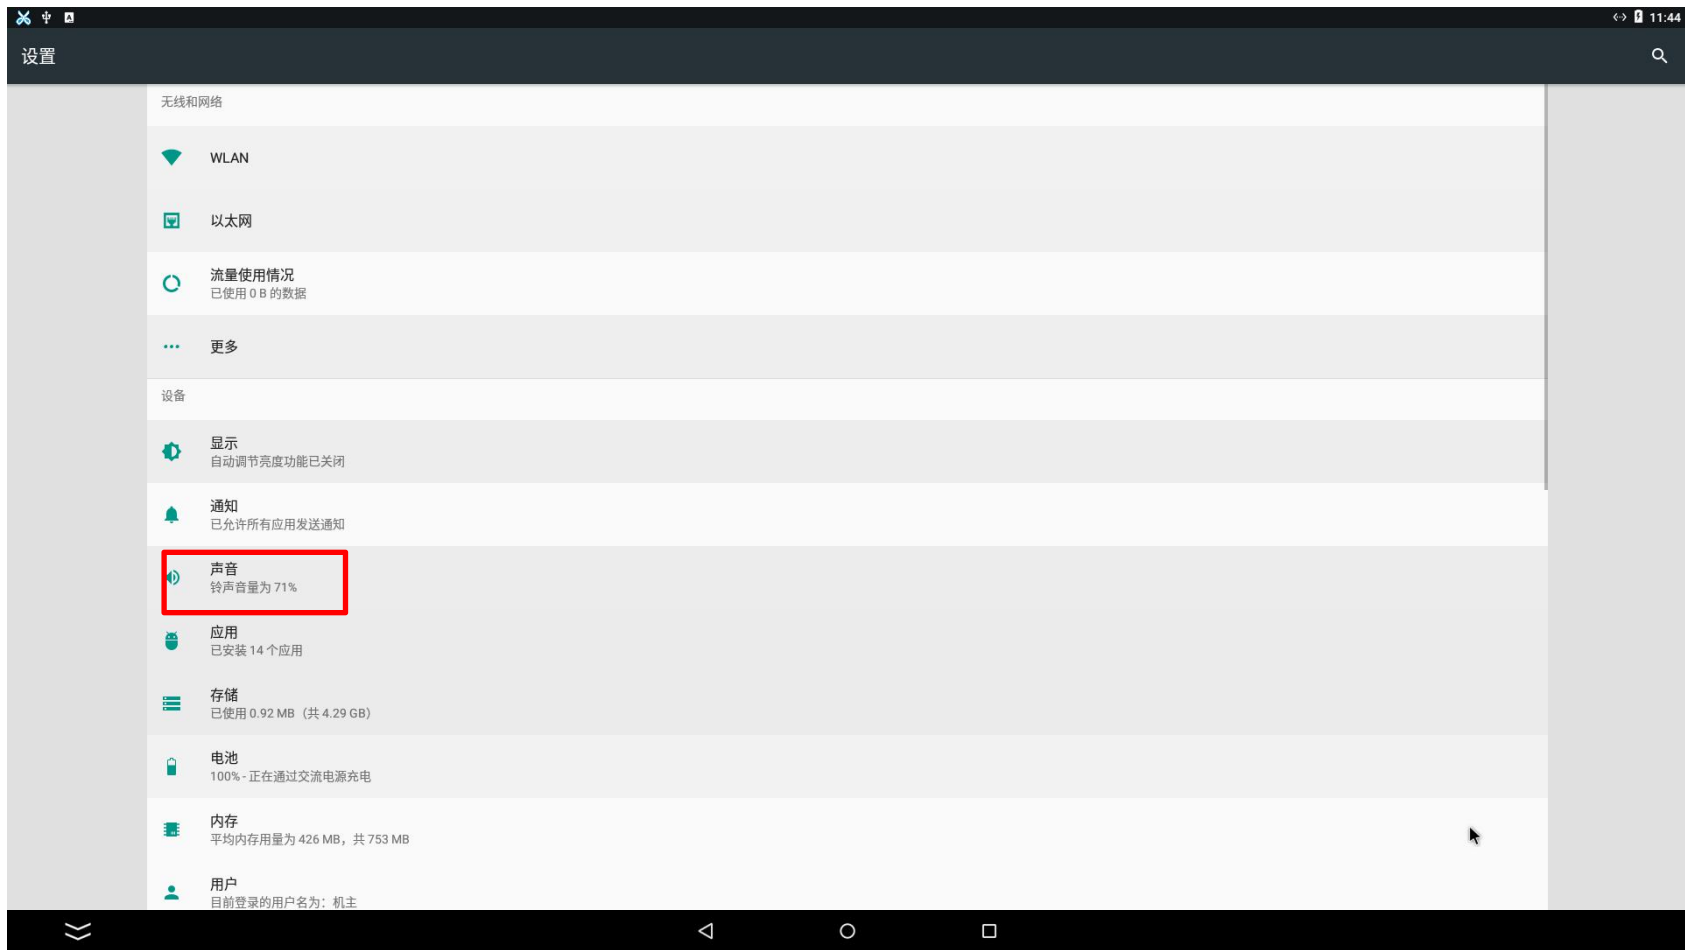 11:44
设置
无线和网络
WLAN
以太网
流量使用情况
已使用 0 B 的数据
更多
设备
显示
自动调节亮度功能已关闭
通知
已允许所有应用发送通知
声音
铃声音量为 71%
应用
已安装 14 个应用
存储
已使用 0.92 MB（共 4.29 GB）
电池
100% - 正在通过交流电源充电
内存
平均内存用量为 426 MB，共 753 MB
用户
目前登录的用户名为：机主